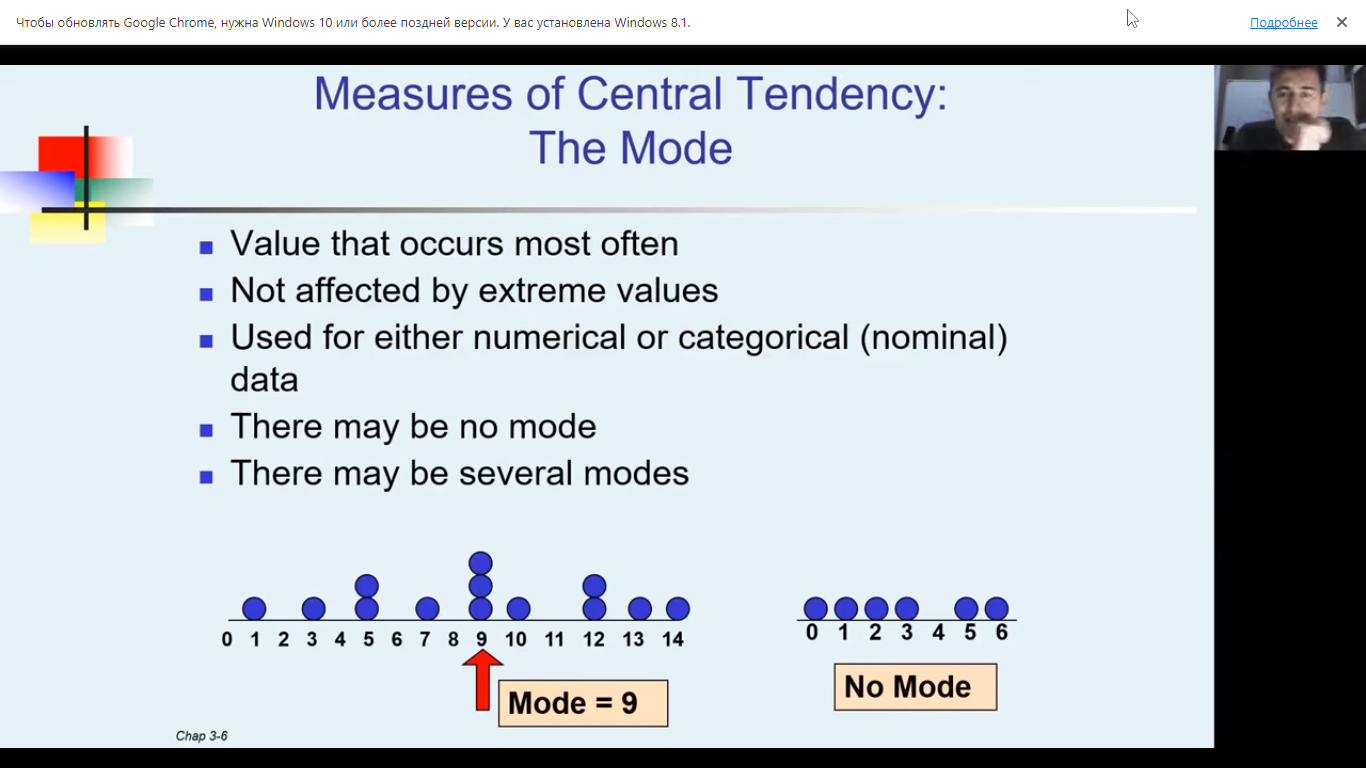 Чтобы обновлять Google Chrome, нужна Windows 10 или более поздней версии. У вас установлена Windows 8.1.
Подробнее
Measures of Central Tendency:
The Mode
Value that occurs most often
Not affected by extreme values
Used for either numerical or categorical (nominal)
data
There may be no mode
There may be several modes
0 1 2 3 4 5 6 7 8 9 10 11 12 13 14
0 1 2 3 4 5 6
Mode = 9
No Mode
Chap 3-6